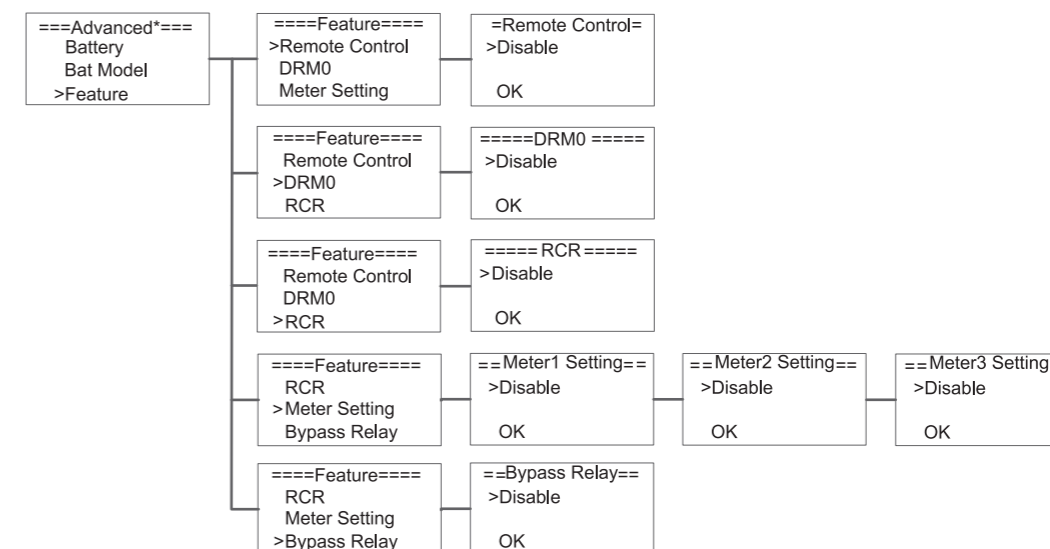 ===Advanced*===
Battery
Bat Model
>Feature
====Feature====
>Remote Control
DRM0
Meter Setting
=Remote Control=
>Disable
OK
====Feature====
Remote Control
>DRM0
RCR
=====DRM0 =====
>Disable
OK
====Feature====
Remote Control
DRM0
>RCR
===== RCR =====
>Disable
OK
====Feature====
RCR
>Meter Setting
Bypass Relay
==Meter1 Setting==
>Disable
OK
==Meter2 Setting==
>Disable
OK
==Meter3 Setting
>Disable
OK
====Feature====
RCR
Meter Setting
>Bypass Relay
==Bypass Relay==
>Disable
OK